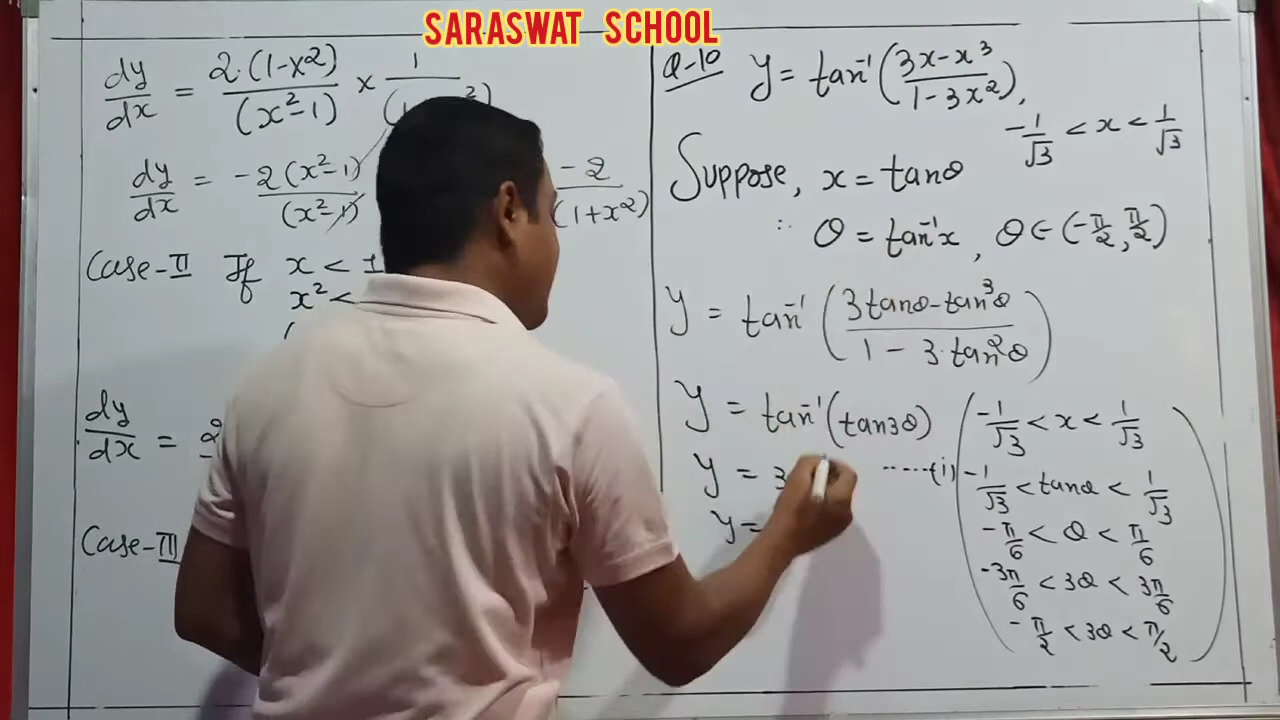 SARASWAT SCHOOL
dy/dx = 2·(1-x²)/(x²-1) × 1/(1
dy/dx = -2(x²-1)/(x²-1)
-2/(1+x²)
Case-II If x < 1
x² <
dy/dx = 2
Case-III
Q-10 y = tan⁻¹(3x-x³/1-3x²),
-1/√3 < x < 1/√3
Suppose, x = tanθ
∴ θ = tan⁻¹x, θ∈(-π/2, π/2)
y = tan⁻¹(3tanθ-tan³θ/1-3·tan²θ)
y = tan⁻¹(tan3θ)
y = 3 -----(i)
y =
(-1/√3 < x < 1/√3
-1/√3 < tanθ < 1/√3
-π/6 < θ < π/6
-3π/6 < 3θ < 3π/6
-π/2 < 3θ < π/2)